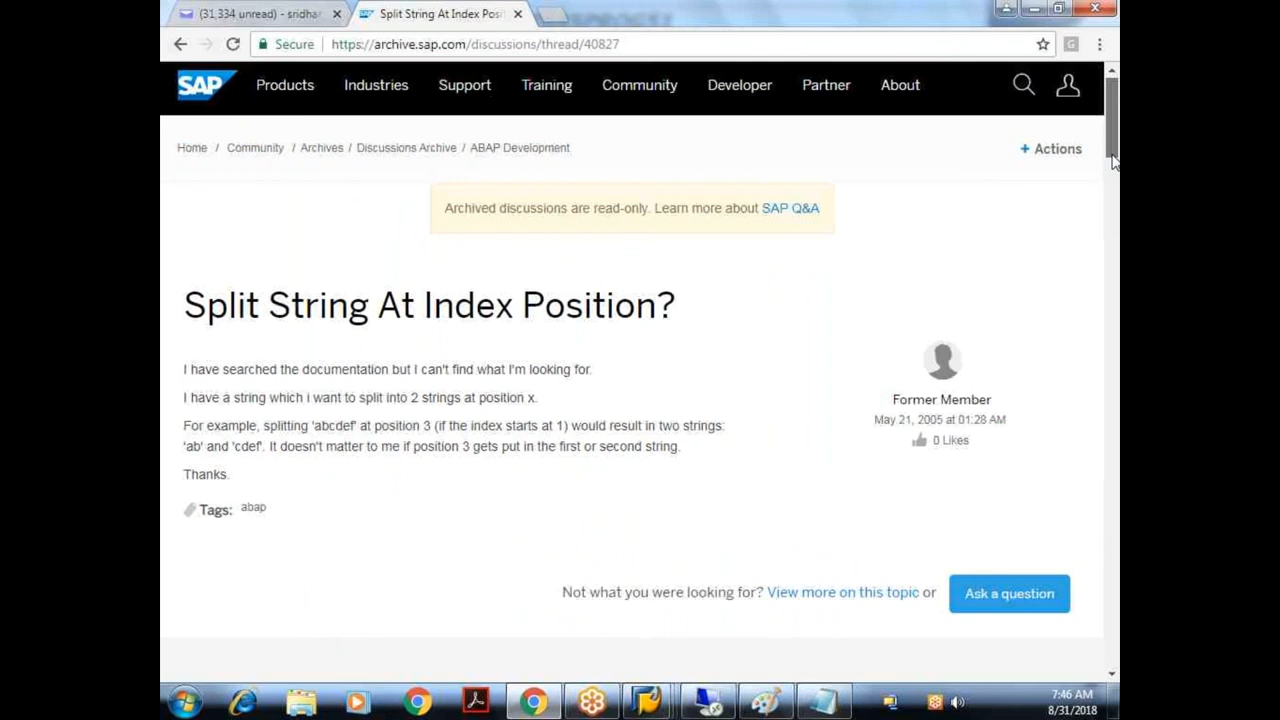 (31,334 unread) - sridha
Split String At Index Posi
Secure
https://archive.sap.com/discussions/thread/40827
SAP
Products
Industries
Support
Training
Community
Developer
Partner
About
Home / Community / Archives / Discussions Archive / ABAP Development
+ Actions
Archived discussions are read-only. Learn more about SAP Q&A
Split String At Index Position?
I have searched the documentation but I can't find what I'm looking for.
I have a string which i want to split into 2 strings at position x.
For example, splitting 'abcdef' at position 3 (if the index starts at 1) would result in two strings:
'ab' and 'cdef'. It doesn't matter to me if position 3 gets put in the first or second string.
Thanks.
Tags: abap
Former Member
May 21, 2005 at 01:28 AM
0 Likes
Not what you were looking for? View more on this topic or
Ask a question
7:46 AM
8/31/2018